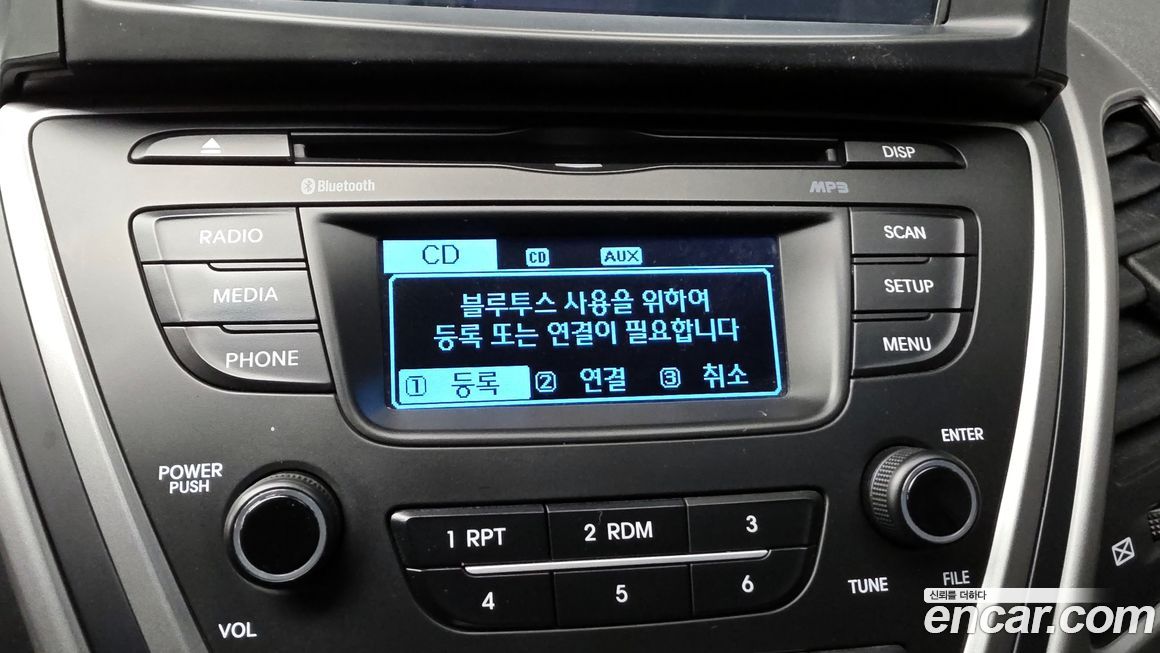 DISP
Bluetooth
MP3
RADIO
SCAN
CD CD AUX
블루투스 사용을 위하여
등록 또는 연결이 필요합니다
1 등록 2 연결 3 취소
MEDIA
SETUP
PHONE
MENU
POWER
PUSH
ENTER
1 RPT
2 RDM
3
4
5
6
VOL
TUNE
FILE
신뢰를 더하다
encar.com